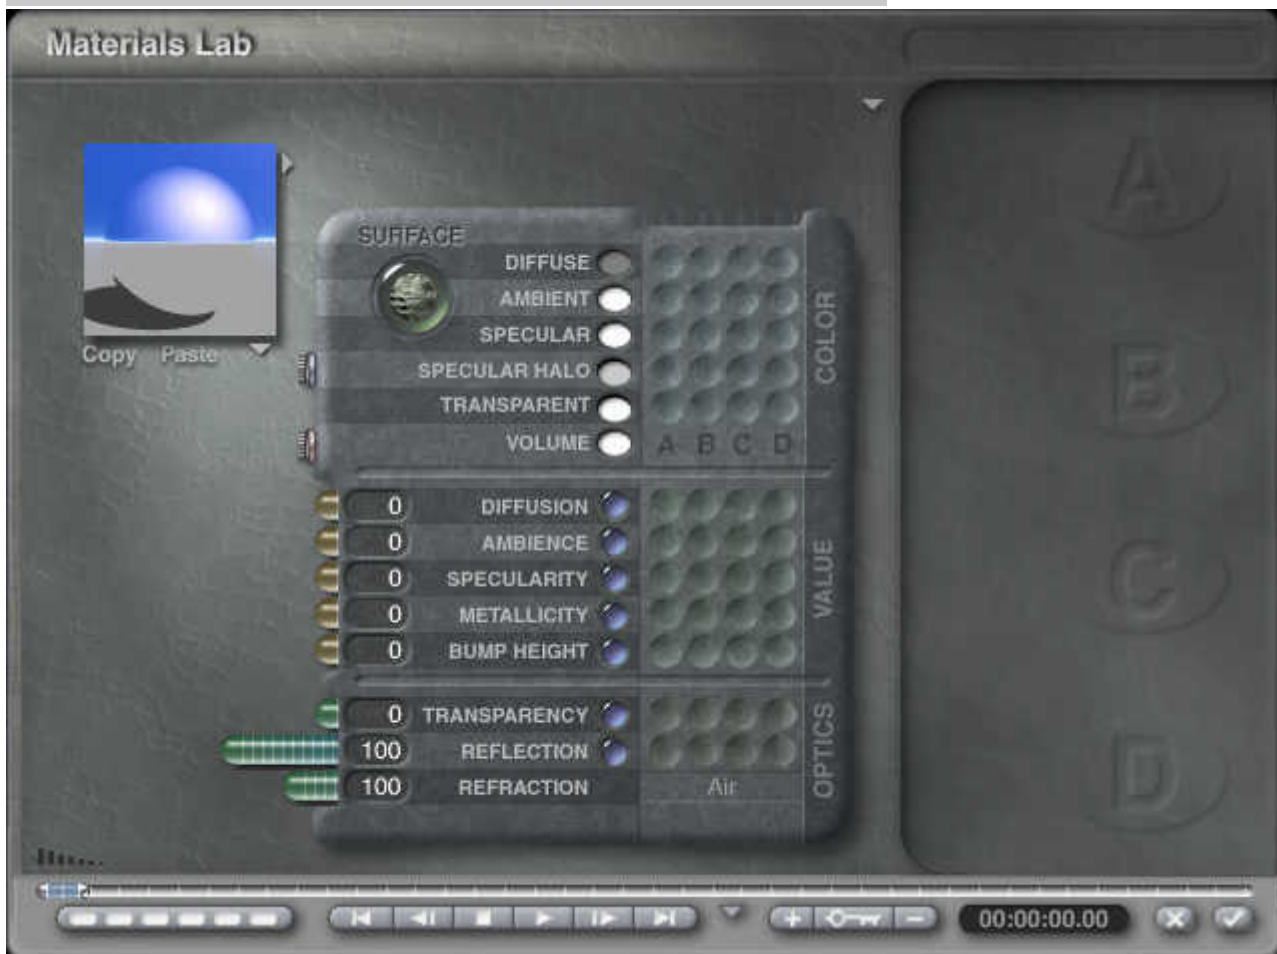 Materials Lab
Copy Paste
SURFACE
DIFFUSE
AMBIENT
SPECULAR
SPECULAR HALO
TRANSPARENT
VOLUME
A B C D
COLOR
0 DIFFUSION
0 AMBIENCE
0 SPECULARITY
0 METALLICITY
0 BUMP HEIGHT
VALUE
0 TRANSPARENCY
100 REFLECTION
100 REFRACTION Air
OPTICS
A
B
C
D
00:00:00.00